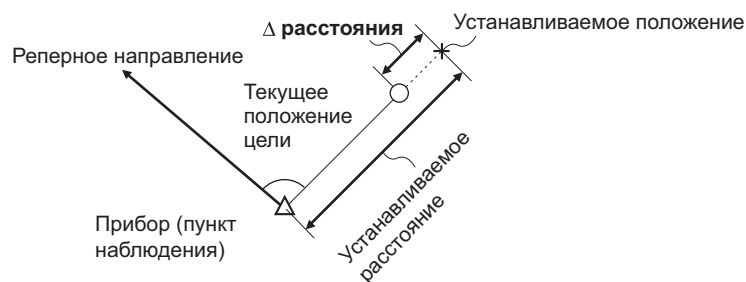 Δ расстояния
Устанавливаемое положение
Реперное направление
Текущее
положение
цели
Устанавливаемое
расстояние
Прибор (пункт
наблюдения)